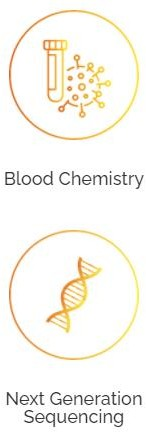 Blood Chemistry
Next Generation
Sequencing